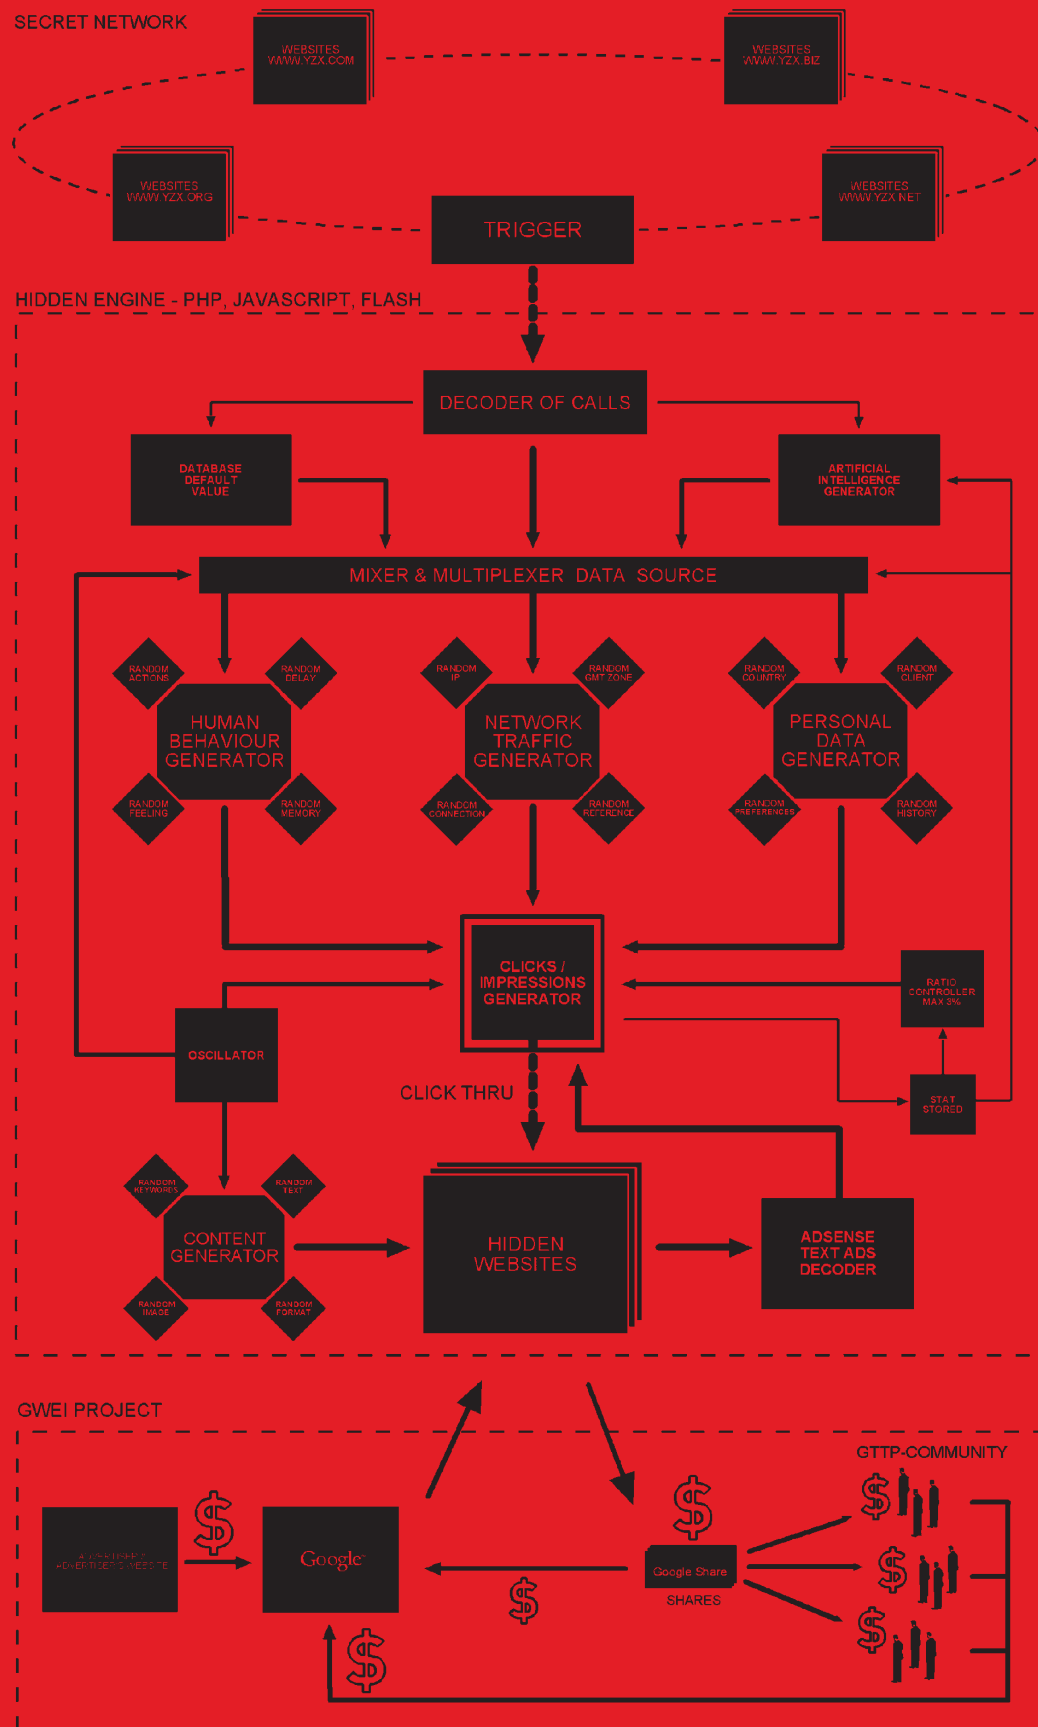 SECRET NETWORK
WEBSITES
WWW.YZX.COM
WEBSITES
WWW.YZX.BIZ
WEBSITES
WWW.YZX.ORG
WEBSITES
WWW.YZX.NET
TRIGGER
HIDDEN ENGINE - PHP, JAVASCRIPT, FLASH
DECODER OF CALLS
DATABASE
DEFAULT
VALUE
ARTIFICIAL
INTELLIGENCE
GENERATOR
MIXER & MULTIPLEXER DATA SOURCE
RANDOM
ACTIONS
RANDOM
DELAY
HUMAN
BEHAVIOUR
GENERATOR
RANDOM
FEELING
RANDOM
MEMORY
RANDOM
IP
RANDOM
GMT ZONE
NETWORK
TRAFFIC
GENERATOR
RANDOM
CONNECTION
RANDOM
REFERENCE
RANDOM
COUNTRY
RANDOM
CLIENT
PERSONAL
DATA
GENERATOR
RANDOM
PREFERENCES
RANDOM
HISTORY
CLICKS /
IMPRESSIONS
GENERATOR
RATIO
CONTROLLER
MAX 3%
OSCILLATOR
CLICK THRU
STAT
STORED
RANDOM
KEYWORDS
RANDOM
TEXT
CONTENT
GENERATOR
RANDOM
IMAGE
RANDOM
FORMAT
HIDDEN
WEBSITES
ADSENSE
TEXT ADS
DECODER
GWEI PROJECT
GTTP-COMMUNITY
$
$
$
ADVERTISER'S WEBSITE
Google™
Google Share
SHARES
$
$
$
$